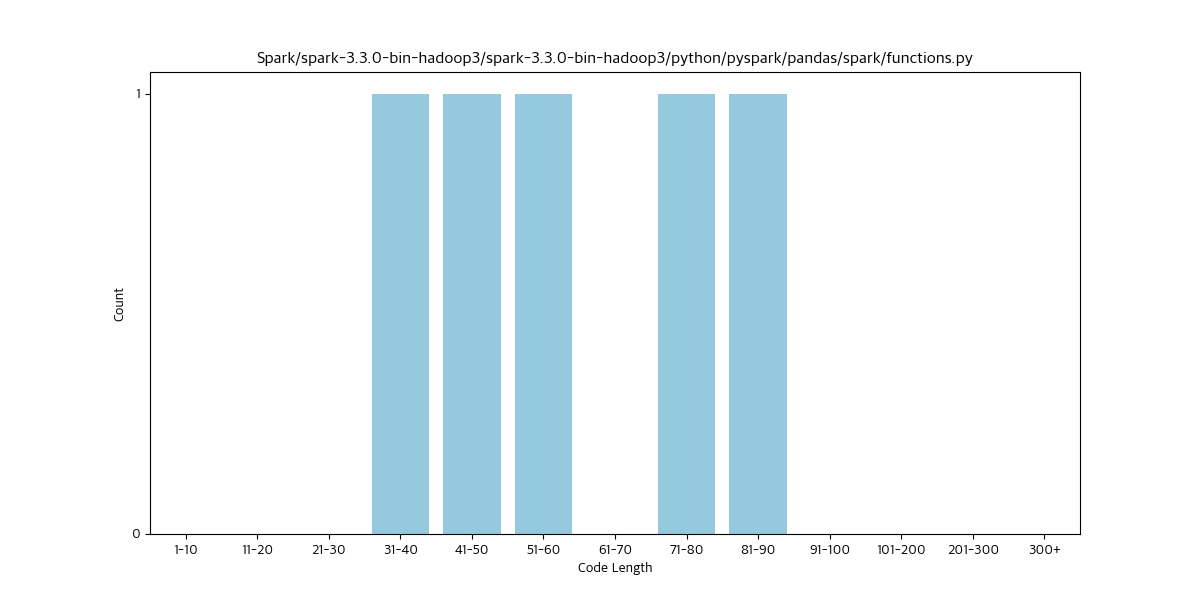 Spark/spark-3.3.0-bin-hadoop3/spark-3.3.0-bin-hadoop3/python/pyspark/pandas/spark/functions.py
1
Count
0
1-10 11-20 21-30 31-40 41-50 51-60 61-70 71-80 81-90 91-100 101-200 201-300 300+
Code Length